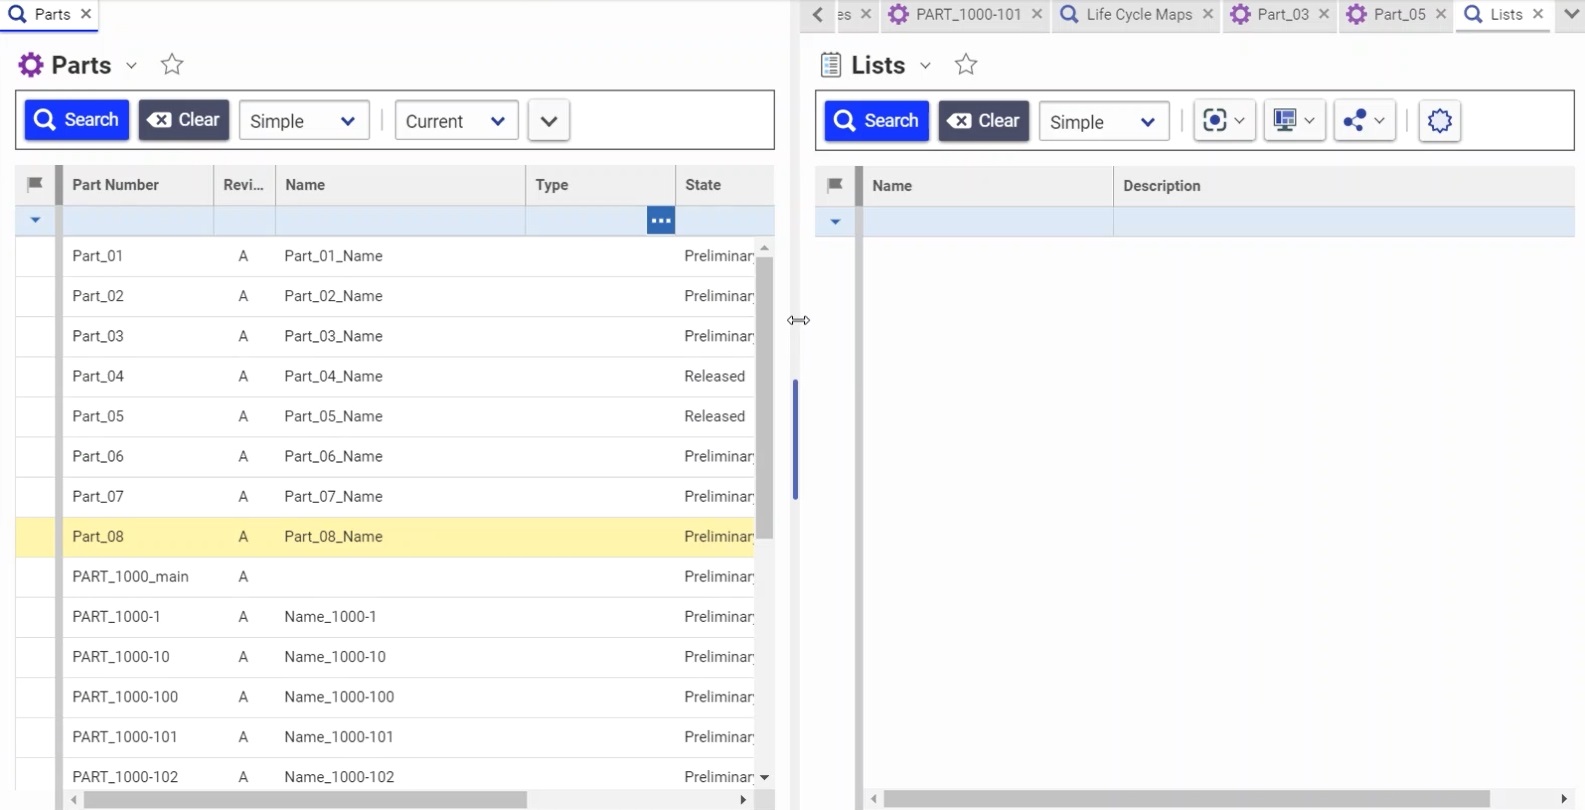 Parts
es PART_1000-101 Life Cycle Maps Part_03 Part_05 Lists
Parts
Lists
Search Clear Simple Current
Search Clear Simple
Part Number Revi... Name Type State
Name Description
Part_01 A Part_01_Name Preliminar
Part_02 A Part_02_Name Preliminar
Part_03 A Part_03_Name Preliminar
Part_04 A Part_04_Name Released
Part_05 A Part_05_Name Released
Part_06 A Part_06_Name Preliminar
Part_07 A Part_07_Name Preliminar
Part_08 A Part_08_Name Preliminar
PART_1000_main A Preliminar
PART_1000-1 A Name_1000-1 Preliminar
PART_1000-10 A Name_1000-10 Preliminar
PART_1000-100 A Name_1000-100 Preliminar
PART_1000-101 A Name_1000-101 Preliminar
PART_1000-102 A Name_1000-102 Preliminar